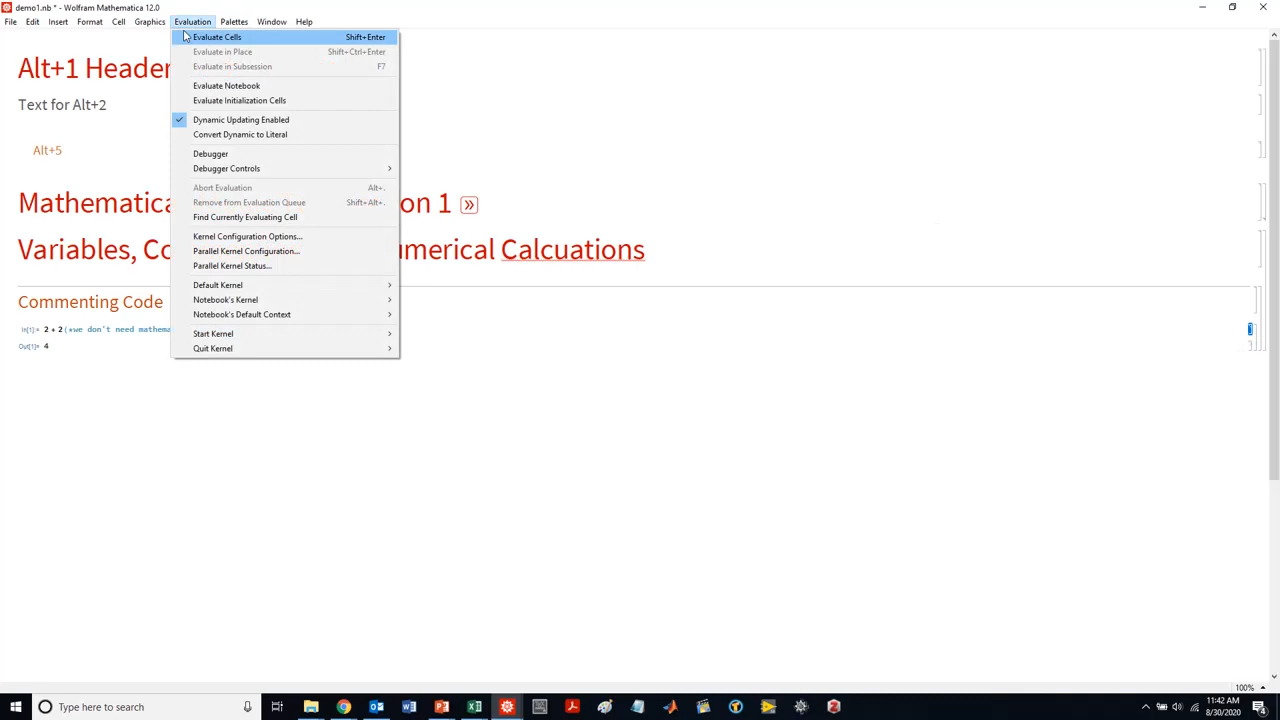 demo1.nb * - Wolfram Mathematica 12.0
File Edit Insert Format Cell Graphics Evaluation Palettes Window Help
Evaluate Cells Shift+Enter
Evaluate in Place Shift+Ctrl+Enter
Evaluate in Subsession F7
Evaluate Notebook
Evaluate Initialization Cells
Dynamic Updating Enabled
Convert Dynamic to Literal
Debugger
Debugger Controls
Abort Evaluation Alt+.
Remove from Evaluation Queue Shift+Alt+.
Find Currently Evaluating Cell
Kernel Configuration Options...
Parallel Kernel Configuration...
Parallel Kernel Status...
Default Kernel
Notebook's Kernel
Notebook's Default Context
Start Kernel
Quit Kernel
Alt+1 Header
Text for Alt+2
Alt+5
Mathematica on 1 »
Variables, Co umerical Calcuations
Commenting Code
In[1]:= 2 + 2 (*we don't need mathema
Out[1]= 4
100%
Type here to search
11:42 AM
8/30/2020
4